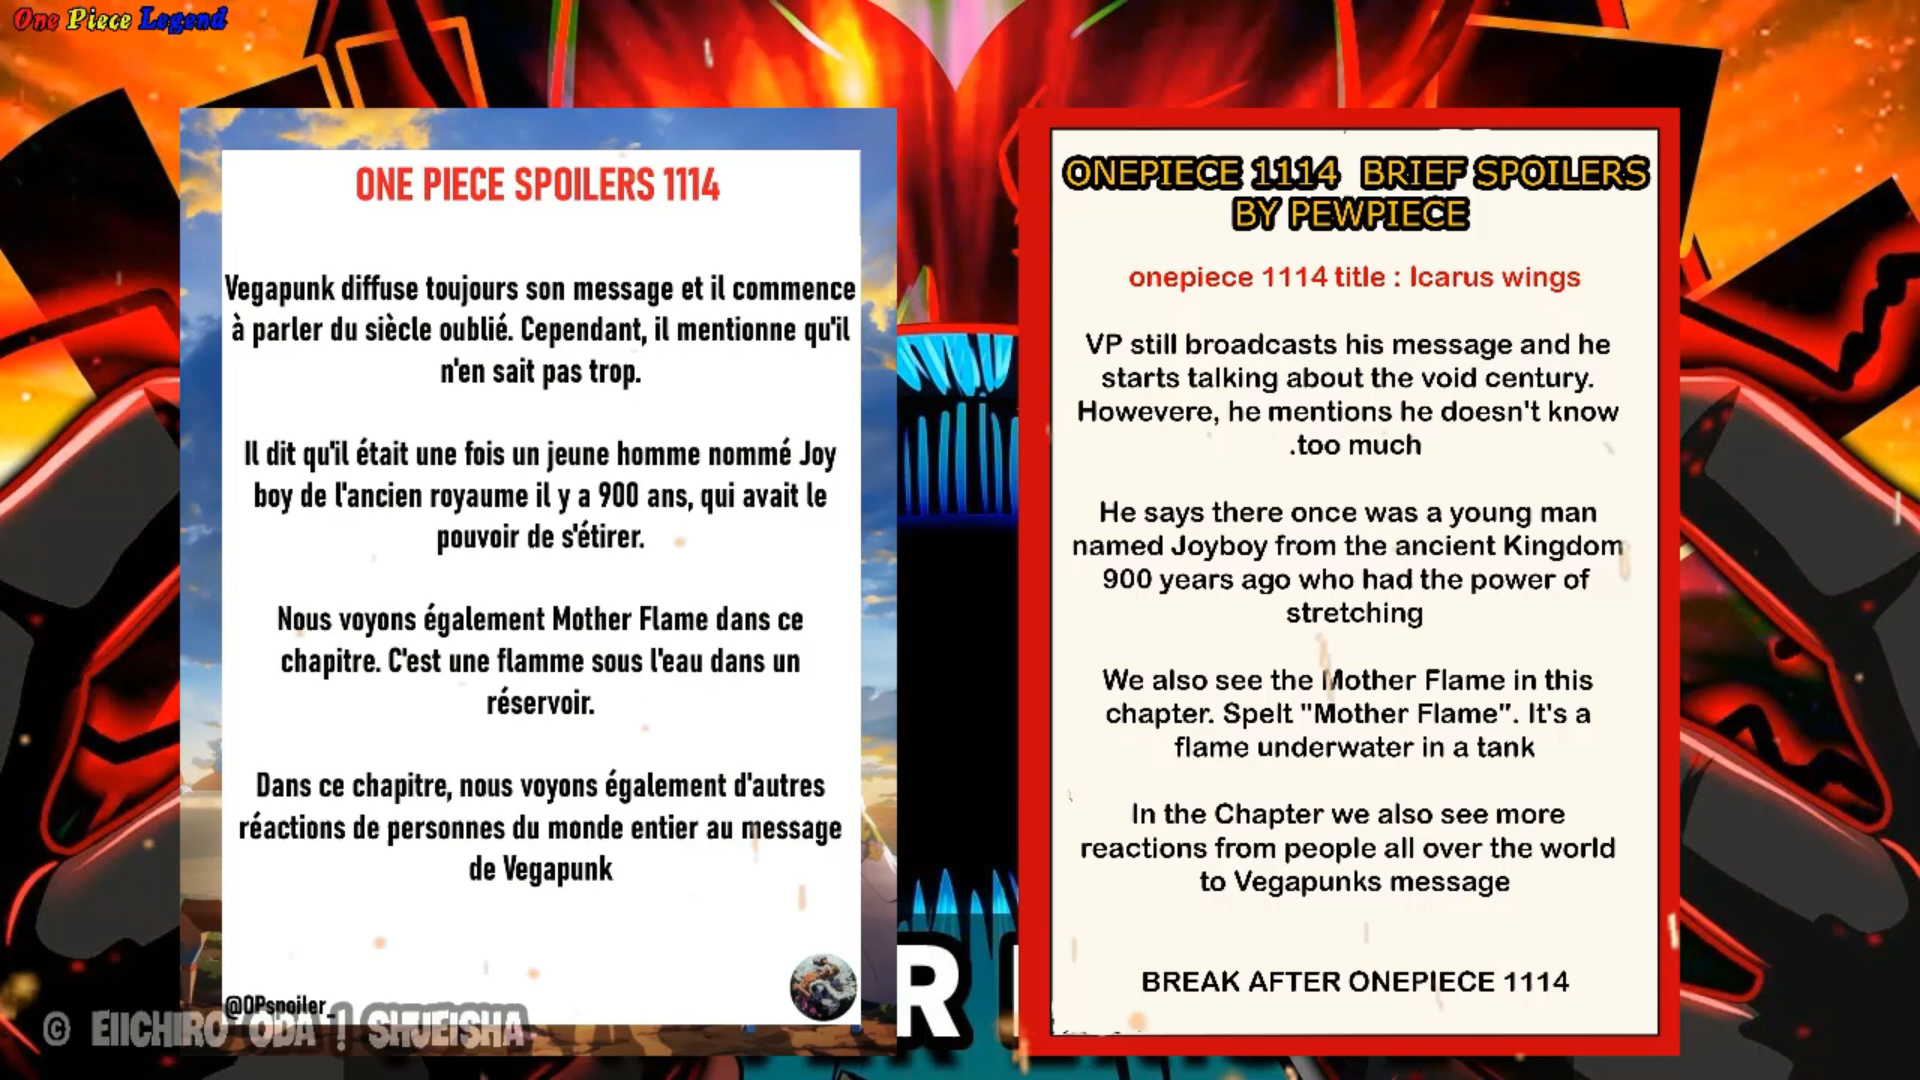 One Piece Legend
ONE PIECE SPOILERS 1114
Vegapunk diffuse toujours son message et il commence
à parler du siècle oublié. Cependant, il mentionne qu'il
n'en sait pas trop.
Il dit qu'il était une fois un jeune homme nommé Joy
boy de l'ancien royaume il y a 900 ans, qui avait le
pouvoir de s'étirer.
Nous voyons également Mother Flame dans ce
chapitre. C'est une flamme sous l'eau dans un
réservoir.
Dans ce chapitre, nous voyons également d'autres
réactions de personnes du monde entier au message
de Vegapunk
@OPspoiler_
© EIICHIRO ODA | SHUEISHA
R
ONEPIECE 1114 BRIEF SPOILERS
BY PEWPIECE
onepiece 1114 title : Icarus wings
VP still broadcasts his message and he
starts talking about the void century.
Howevere, he mentions he doesn't know
.too much
He says there once was a young man
named Joyboy from the ancient Kingdom
900 years ago who had the power of
stretching
We also see the Mother Flame in this
chapter. Spelt "Mother Flame". It's a
flame underwater in a tank
In the Chapter we also see more
reactions from people all over the world
to Vegapunks message
BREAK AFTER ONEPIECE 1114